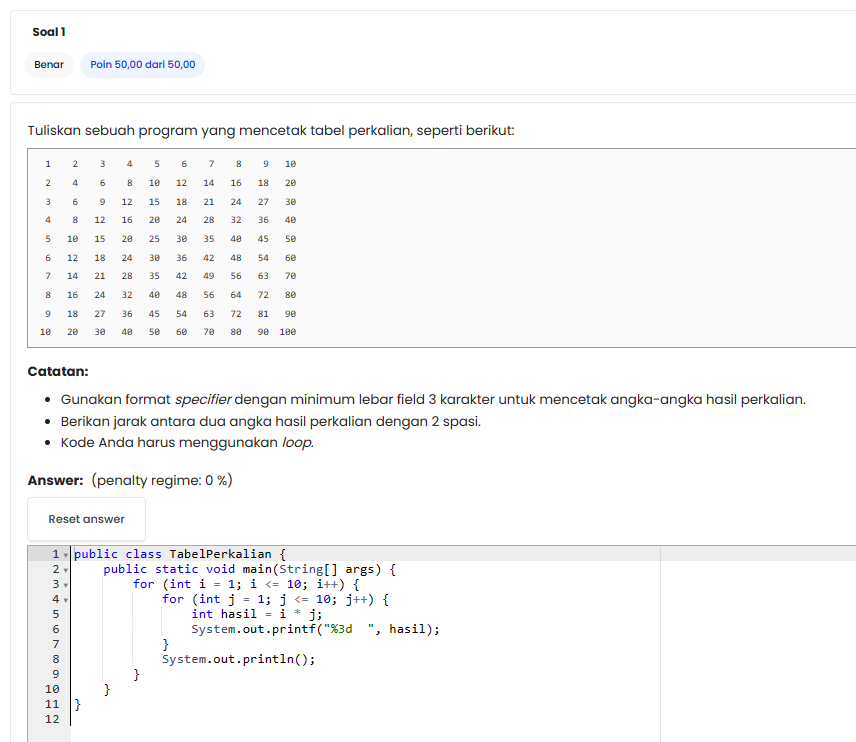 Soal 1
Benar
Poin 50,00 dari 50,00
Tuliskan sebuah program yang mencetak tabel perkalian, seperti berikut:
  1    2    3    4    5    6    7    8    9   10
  2    4    6    8   10   12   14   16   18   20
  3    6    9   12   15   18   21   24   27   30
  4    8   12   16   20   24   28   32   36   40
  5   10   15   20   25   30   35   40   45   50
  6   12   18   24   30   36   42   48   54   60
  7   14   21   28   35   42   49   56   63   70
  8   16   24   32   40   48   56   64   72   80
  9   18   27   36   45   54   63   72   81   90
 10   20   30   40   50   60   70   80   90  100
Catatan:
• Gunakan format specifier dengan minimum lebar field 3 karakter untuk mencetak angka-angka hasil perkalian.
• Berikan jarak antara dua angka hasil perkalian dengan 2 spasi.
• Kode Anda harus menggunakan loop.
Answer: (penalty regime: 0 %)
Reset answer
1 public class TabelPerkalian {
2     public static void main(String[] args) {
3         for (int i = 1; i <= 10; i++) {
4             for (int j = 1; j <= 10; j++) {
5                 int hasil = i * j;
6                 System.out.printf("%3d  ", hasil);
7             }
8             System.out.println();
9         }
10     }
11 }
12